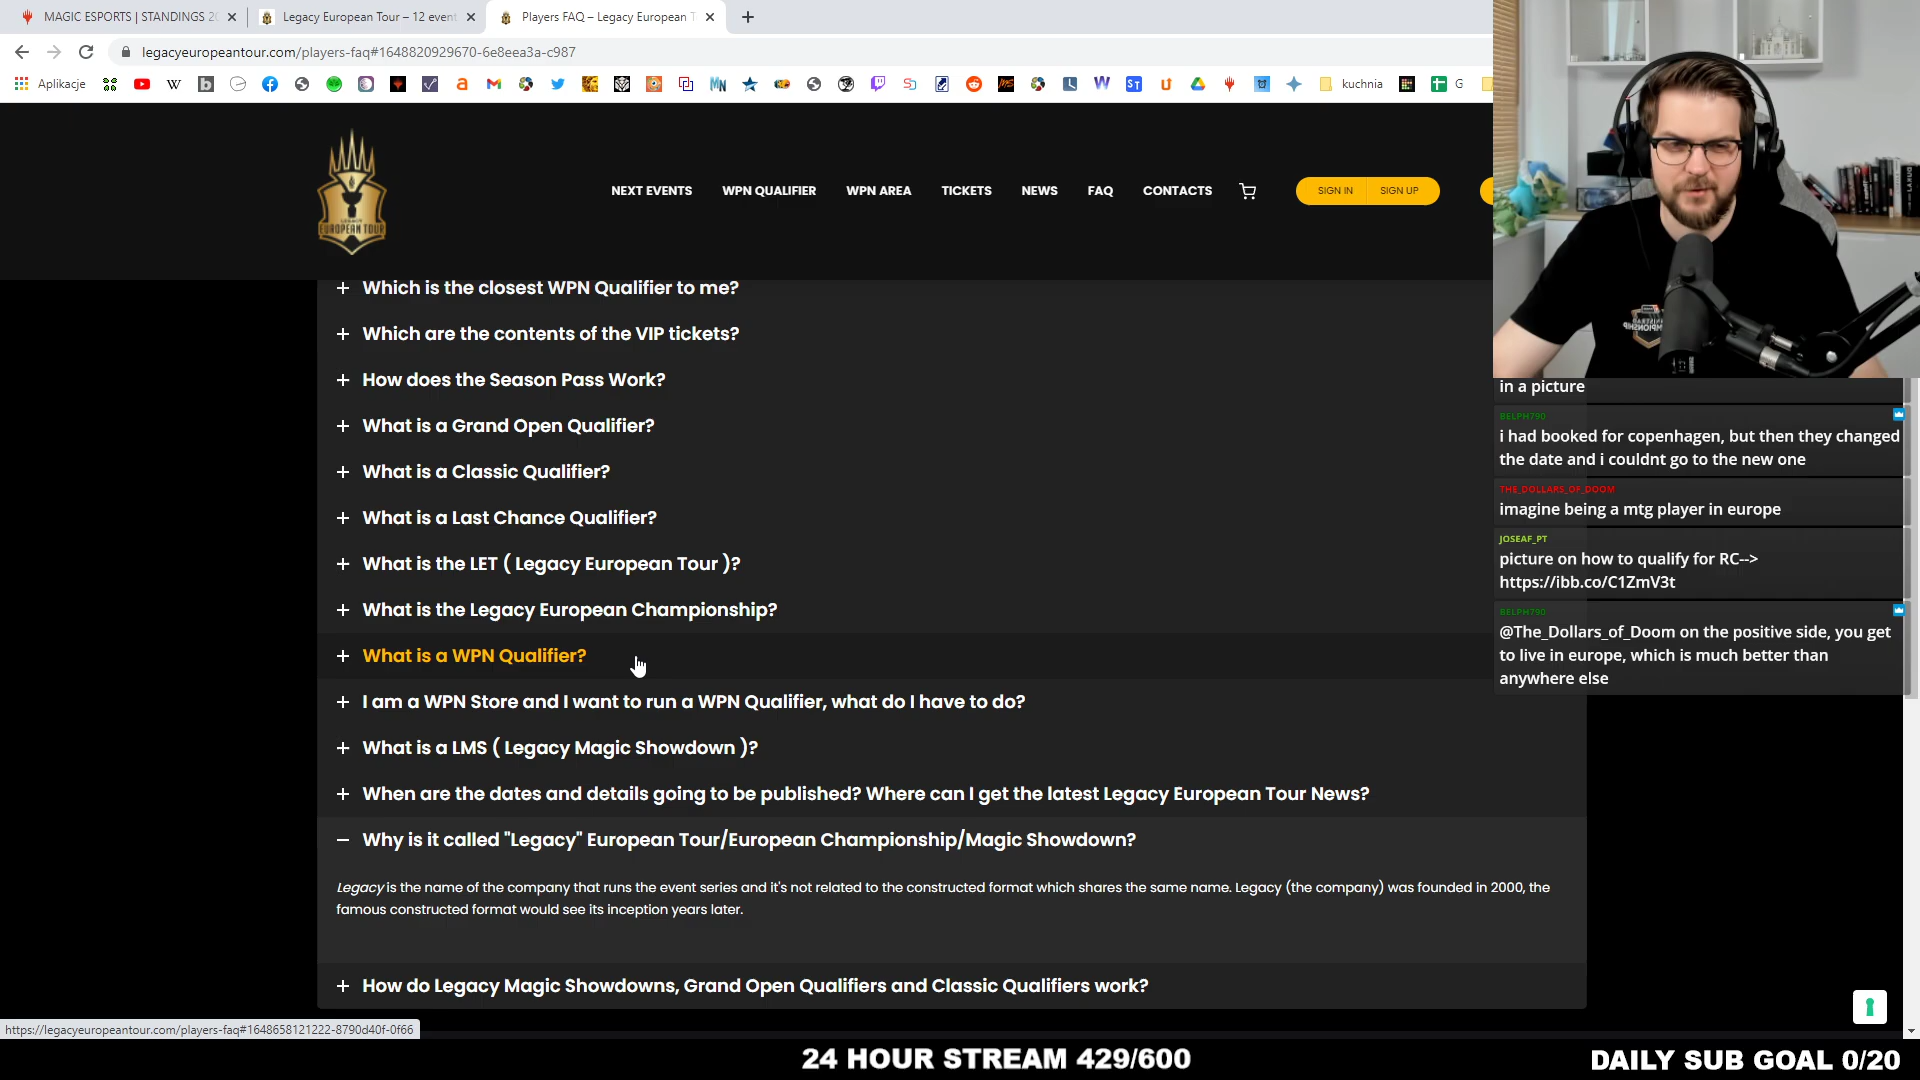 MAGIC ESPORTS | STANDINGS 20
Legacy European Tour – 12 event
Players FAQ – Legacy European T
legacyeuropeantour.com/players-faq#1648820929670-6e8eea3a-c987
Aplikacje
kuchnia
G
LEGACY
EUROPEAN TOUR
NEXT EVENTS
WPN QUALIFIER
WPN AREA
TICKETS
NEWS
FAQ
CONTACTS
SIGN IN
SIGN UP
+ Which is the closest WPN Qualifier to me?
+ Which are the contents of the VIP tickets?
+ How does the Season Pass Work?
+ What is a Grand Open Qualifier?
+ What is a Classic Qualifier?
+ What is a Last Chance Qualifier?
+ What is the LET ( Legacy European Tour )?
+ What is the Legacy European Championship?
+ What is a WPN Qualifier?
+ I am a WPN Store and I want to run a WPN Qualifier, what do I have to do?
+ What is a LMS ( Legacy Magic Showdown )?
+ When are the dates and details going to be published? Where can I get the latest Legacy European Tour News?
– Why is it called "Legacy" European Tour/European Championship/Magic Showdown?
Legacy is the name of the company that runs the event series and it's not related to the constructed format which shares the same name. Legacy (the company) was founded in 2000, the
famous constructed format would see its inception years later.
+ How do Legacy Magic Showdowns, Grand Open Qualifiers and Classic Qualifiers work?
https://legacyeuropeantour.com/players-faq#1648658121222-8790d40f-0f66
in a picture
BELPH790
i had booked for copenhagen, but then they changed
the date and i couldnt go to the new one
THE_DOLLARS_OF_DOOM
imagine being a mtg player in europe
JOSEAF_PT
picture on how to qualify for RC-->
https://ibb.co/C1ZmV3t
BELPH790
@The_Dollars_of_Doom on the positive side, you get
to live in europe, which is much better than
anywhere else
24 HOUR STREAM 429/600
DAILY SUB GOAL 0/20